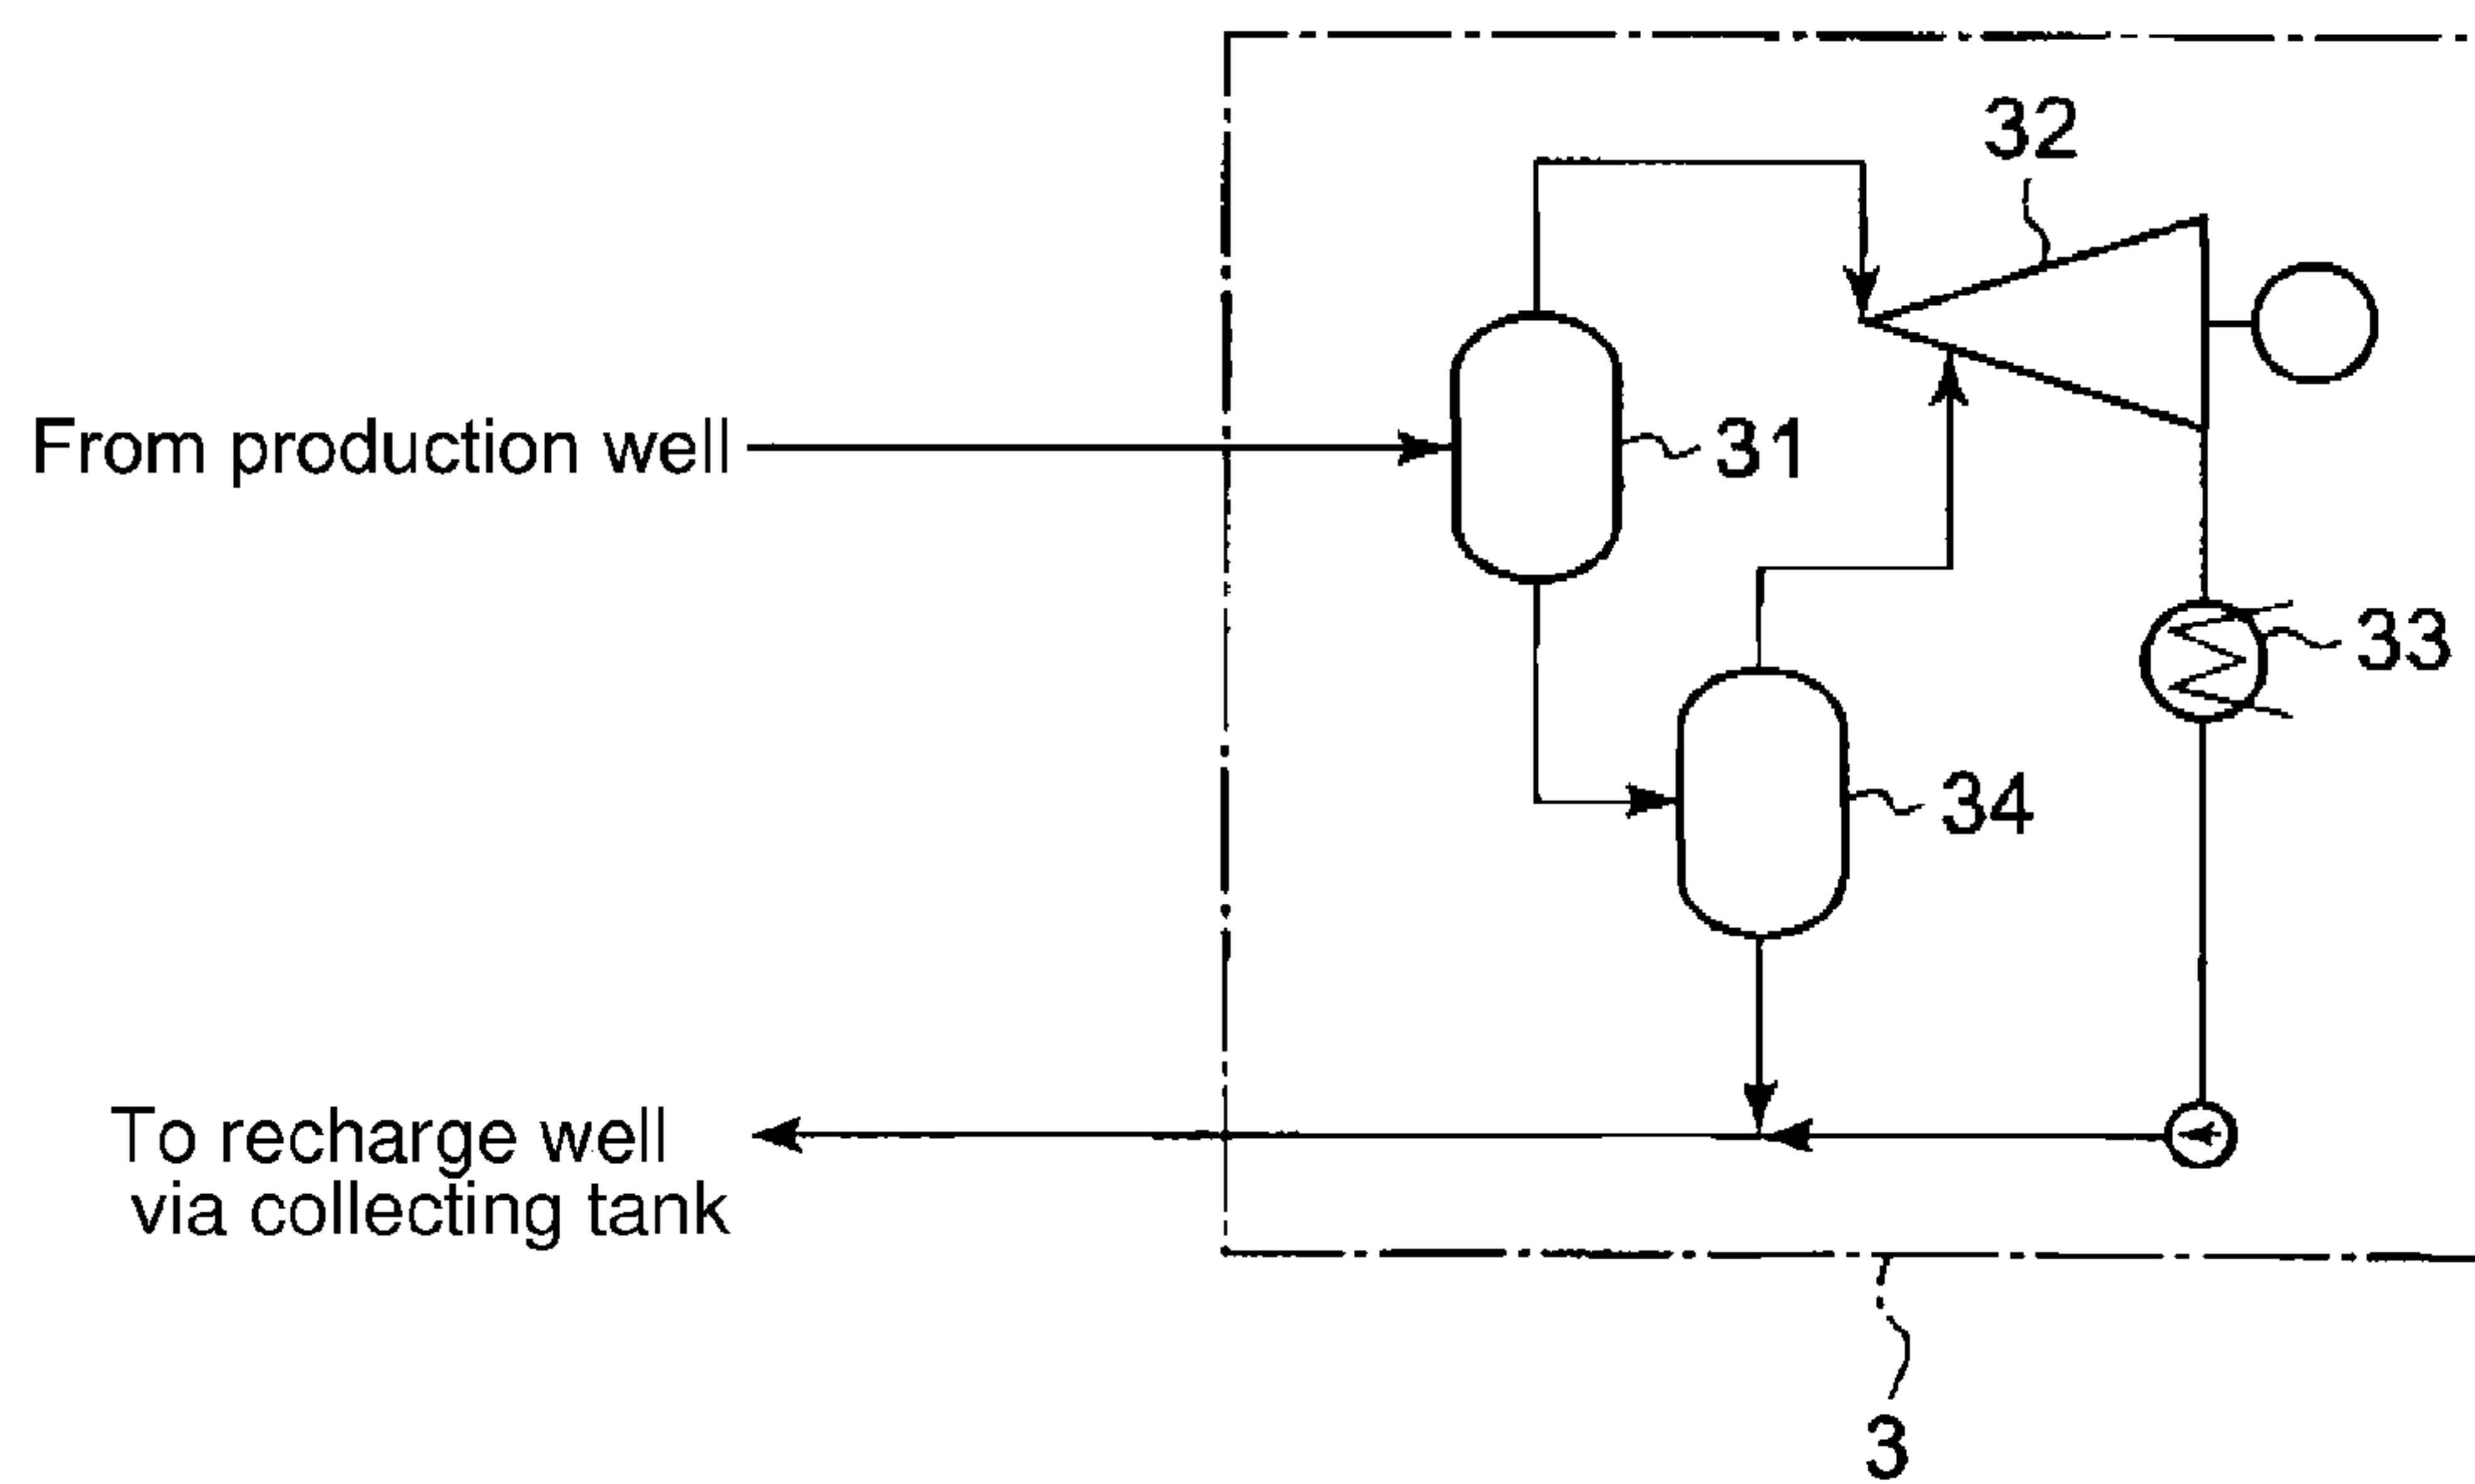 32
From production well
31
33
34
To recharge well
via collecting tank
3